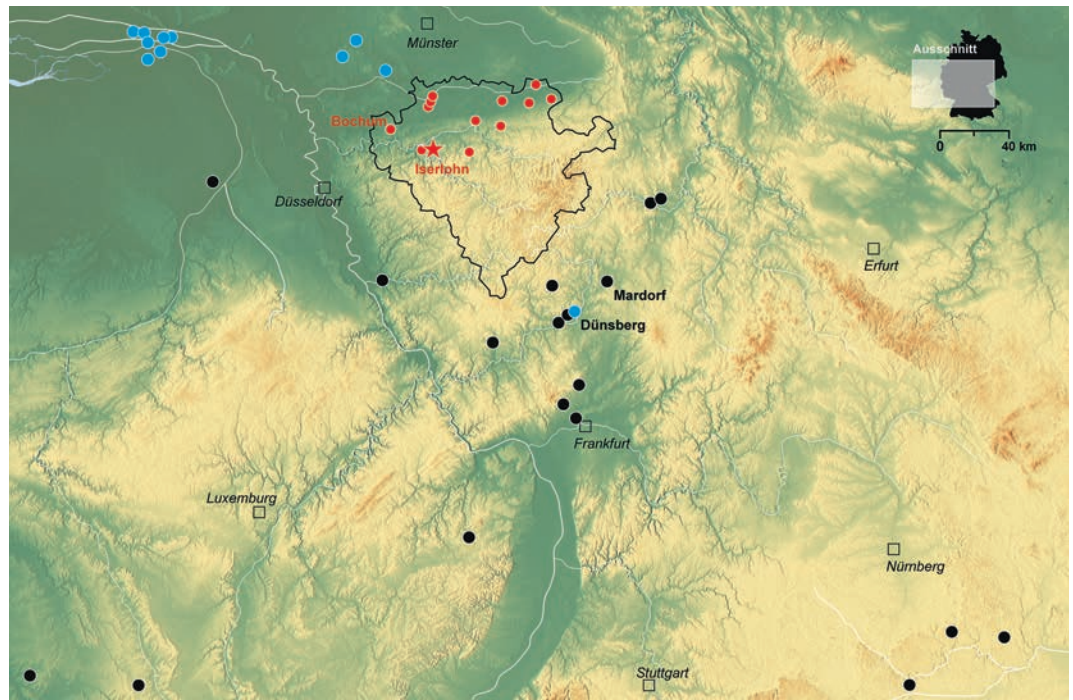 Münster
Ausschnitt
0 40 km
Bochum
Iserlohn
Düsseldorf
Erfurt
Mardorf
Dünsberg
Frankfurt
Luxemburg
Nürnberg
Stuttgart